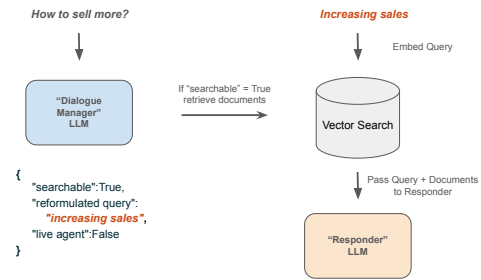 How to sell more?
"Dialogue
Manager"
LLM
{
"searchable":True,
"reformulated query":
"increasing sales",
"live agent":False
}
If "searchable" = True
retrieve documents
Increasing sales
Embed Query
Vector Search
Pass Query + Documents
to Responder
"Responder"
LLM